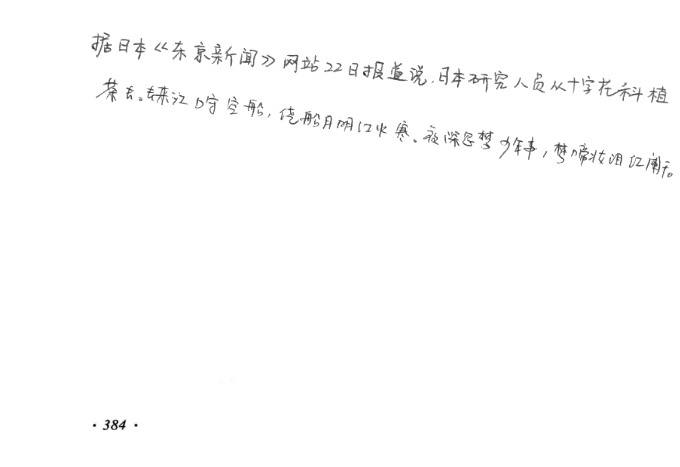 据日本《东京新闻》网站22日报道说,日本研究人员从十字花科植
茶去。去来江口守空船,绕船月明江水寒。夜深忽梦少年事,梦啼妆泪红阑干。
· 384 ·